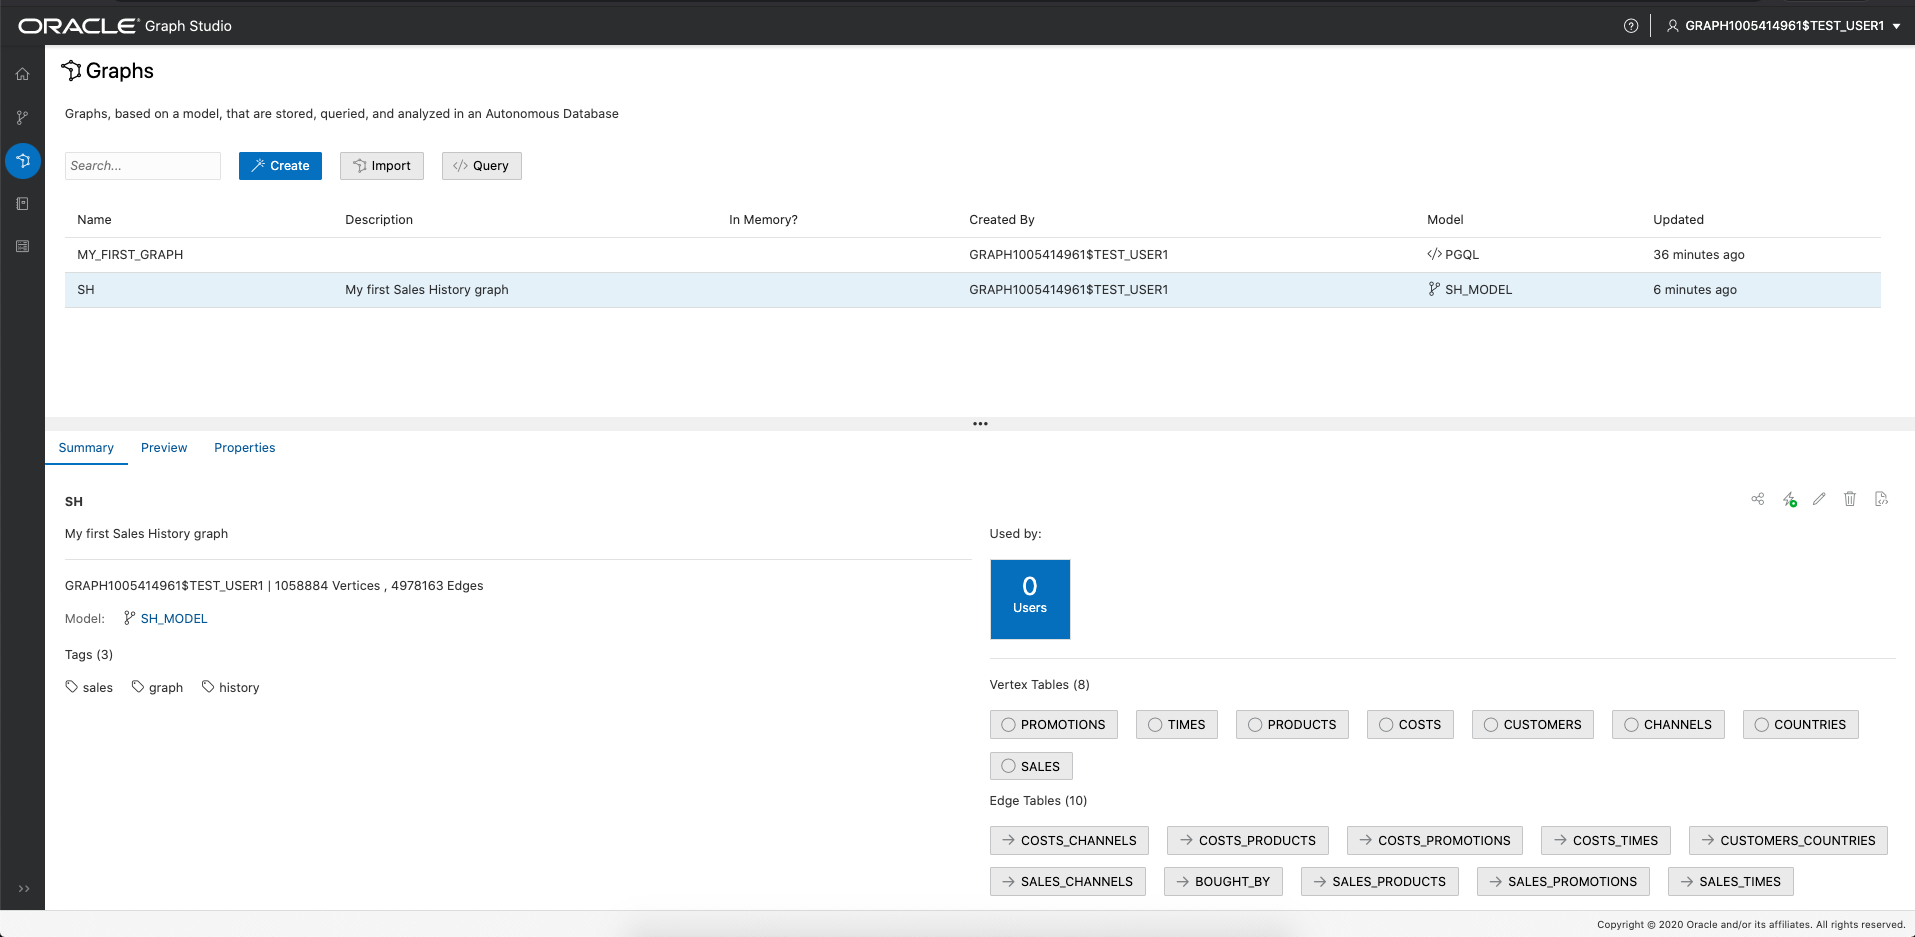 ORACLE® Graph Studio
GRAPH1005414961$TEST_USER1
Graphs
Graphs, based on a model, that are stored, queried, and analyzed in an Autonomous Database
Search... Create Import </> Query
Name Description In Memory? Created By Model Updated
MY_FIRST_GRAPH GRAPH1005414961$TEST_USER1 </> PGQL 36 minutes ago
SH My first Sales History graph GRAPH1005414961$TEST_USER1 SH_MODEL 6 minutes ago
Summary Preview Properties
SH
My first Sales History graph
GRAPH1005414961$TEST_USER1 | 1058884 Vertices , 4978163 Edges
Model: SH_MODEL
Tags (3)
sales graph history
Used by:
0
Users
Vertex Tables (8)
PROMOTIONS TIMES PRODUCTS COSTS CUSTOMERS CHANNELS COUNTRIES
SALES
Edge Tables (10)
COSTS_CHANNELS COSTS_PRODUCTS COSTS_PROMOTIONS COSTS_TIMES CUSTOMERS_COUNTRIES
SALES_CHANNELS BOUGHT_BY SALES_PRODUCTS SALES_PROMOTIONS SALES_TIMES
Copyright © 2020 Oracle and/or its affiliates. All rights reserved.